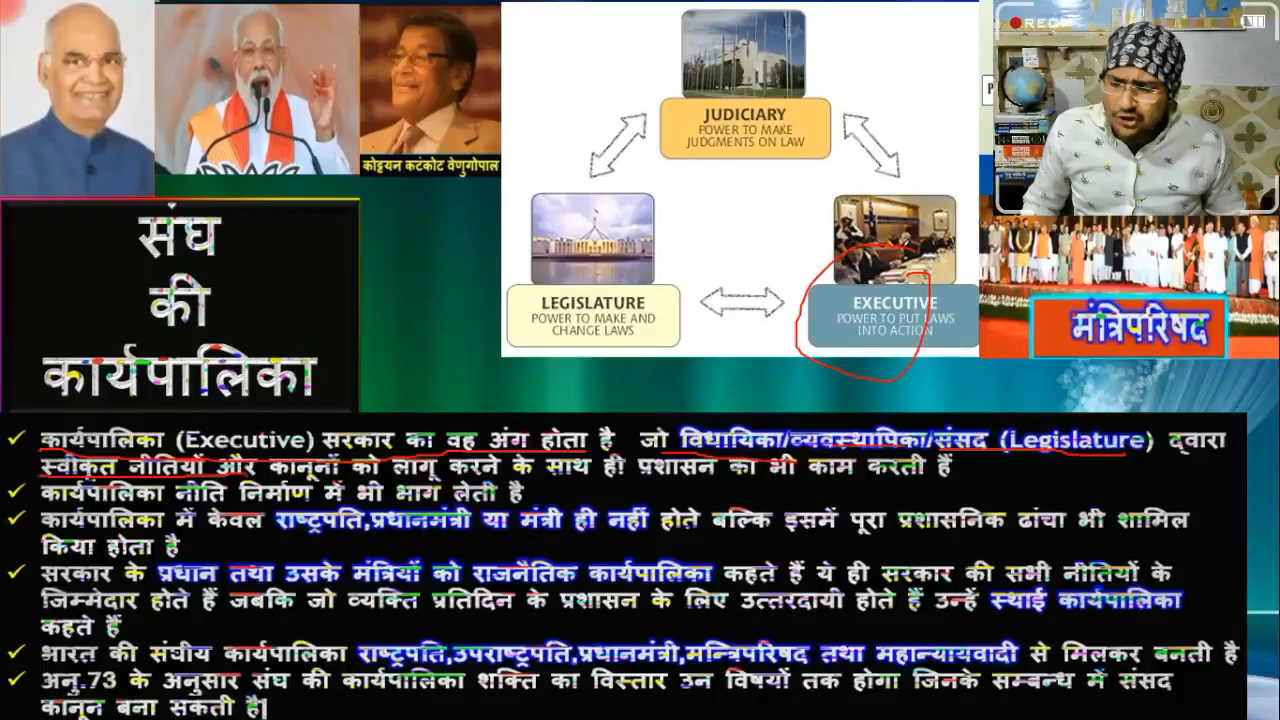 कोट्टयन कटंकोट वेणुगोपाल
JUDICIARY
POWER TO MAKE
JUDGMENTS ON LAW
LEGISLATURE
POWER TO MAKE AND
CHANGE LAWS
EXECUTIVE
POWER TO PUT LAWS
INTO ACTION
मंत्रिपरिषद
संघ
की
कार्यपालिका
कार्यपालिका (Executive) सरकार का वह अंग होता है जो विधायिका/व्यवस्थापिका/संसद (Legislature) द्वारा
स्वीकृत नीतियों और कानूनों को लागू करने के साथ ही प्रशासन का भी काम करती हैं
कार्यपालिका नीति निर्माण में भी भाग लेती है
कार्यपालिका में केवल राष्ट्रपति,प्रधानमंत्री या मंत्री ही नहीं होते बल्कि इसमें पूरा प्रशासनिक ढांचा भी शामिल
किया होता है
सरकार के प्रधान तथा उसके मंत्रियों को राजनैतिक कार्यपालिका कहते हैं ये ही सरकार की सभी नीतियों के
जिम्मेदार होते हैं जबकि जो व्यक्ति प्रतिदिन के प्रशासन के लिए उत्तरदायी होते हैं उन्हें स्थाई कार्यपालिका
कहते हैं
भारत की संघीय कार्यपालिका राष्ट्रपति,उपराष्ट्रपति,प्रधानमंत्री,मन्त्रिपरिषद तथा महान्यायवादी से मिलकर बनती है
अनु.73 के अनुसार संघ की कार्यपालिका शक्ति का विस्तार उन विषयों तक होगा जिनके सम्बन्ध में संसद
कानून बना सकती है|